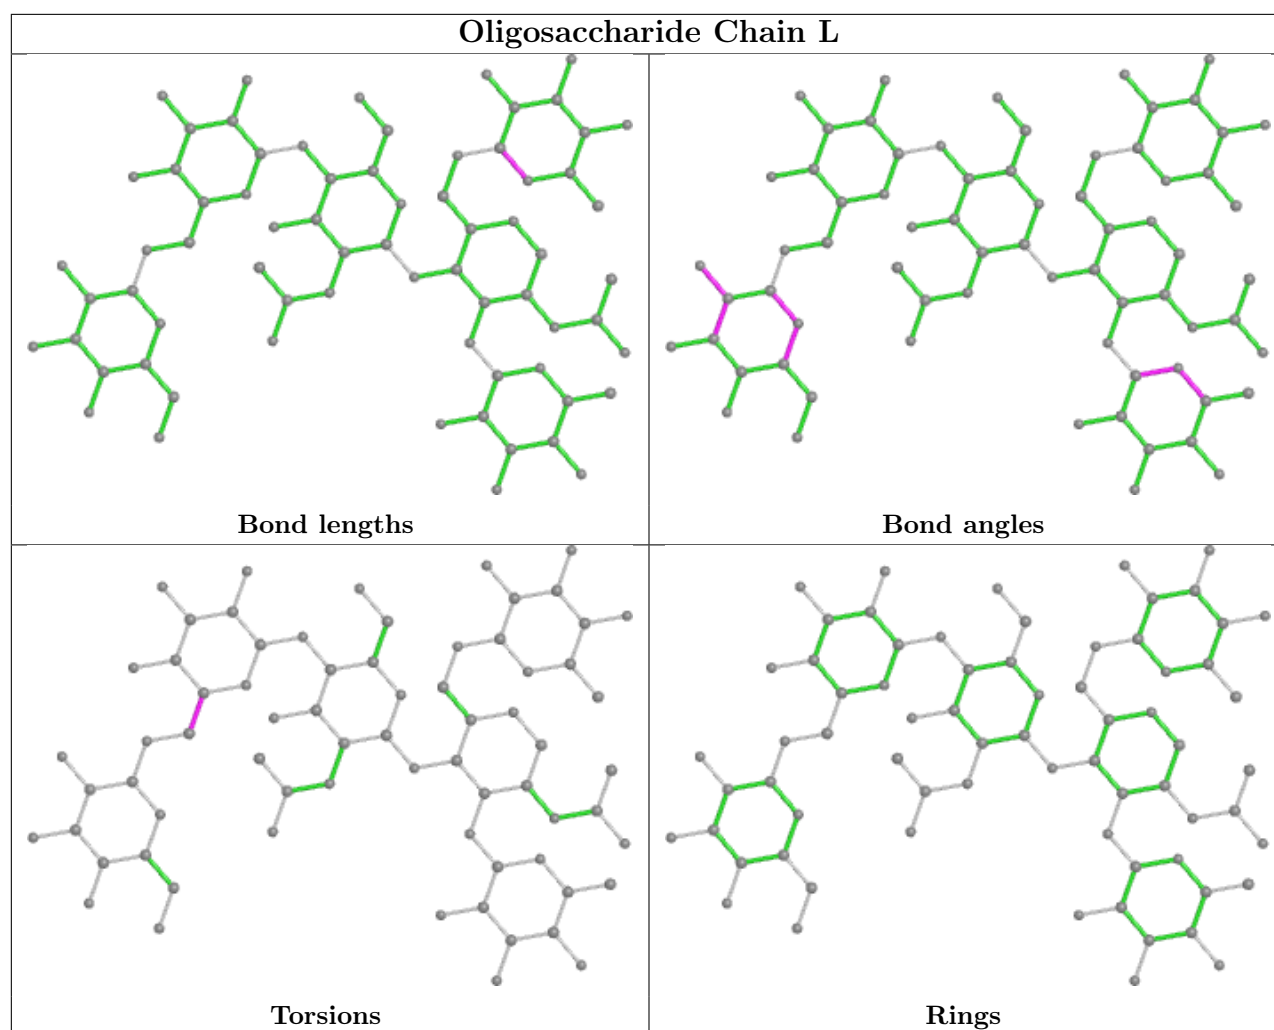 Oligosaccharide Chain L
Bond lengths
Bond angles
Torsions
Rings